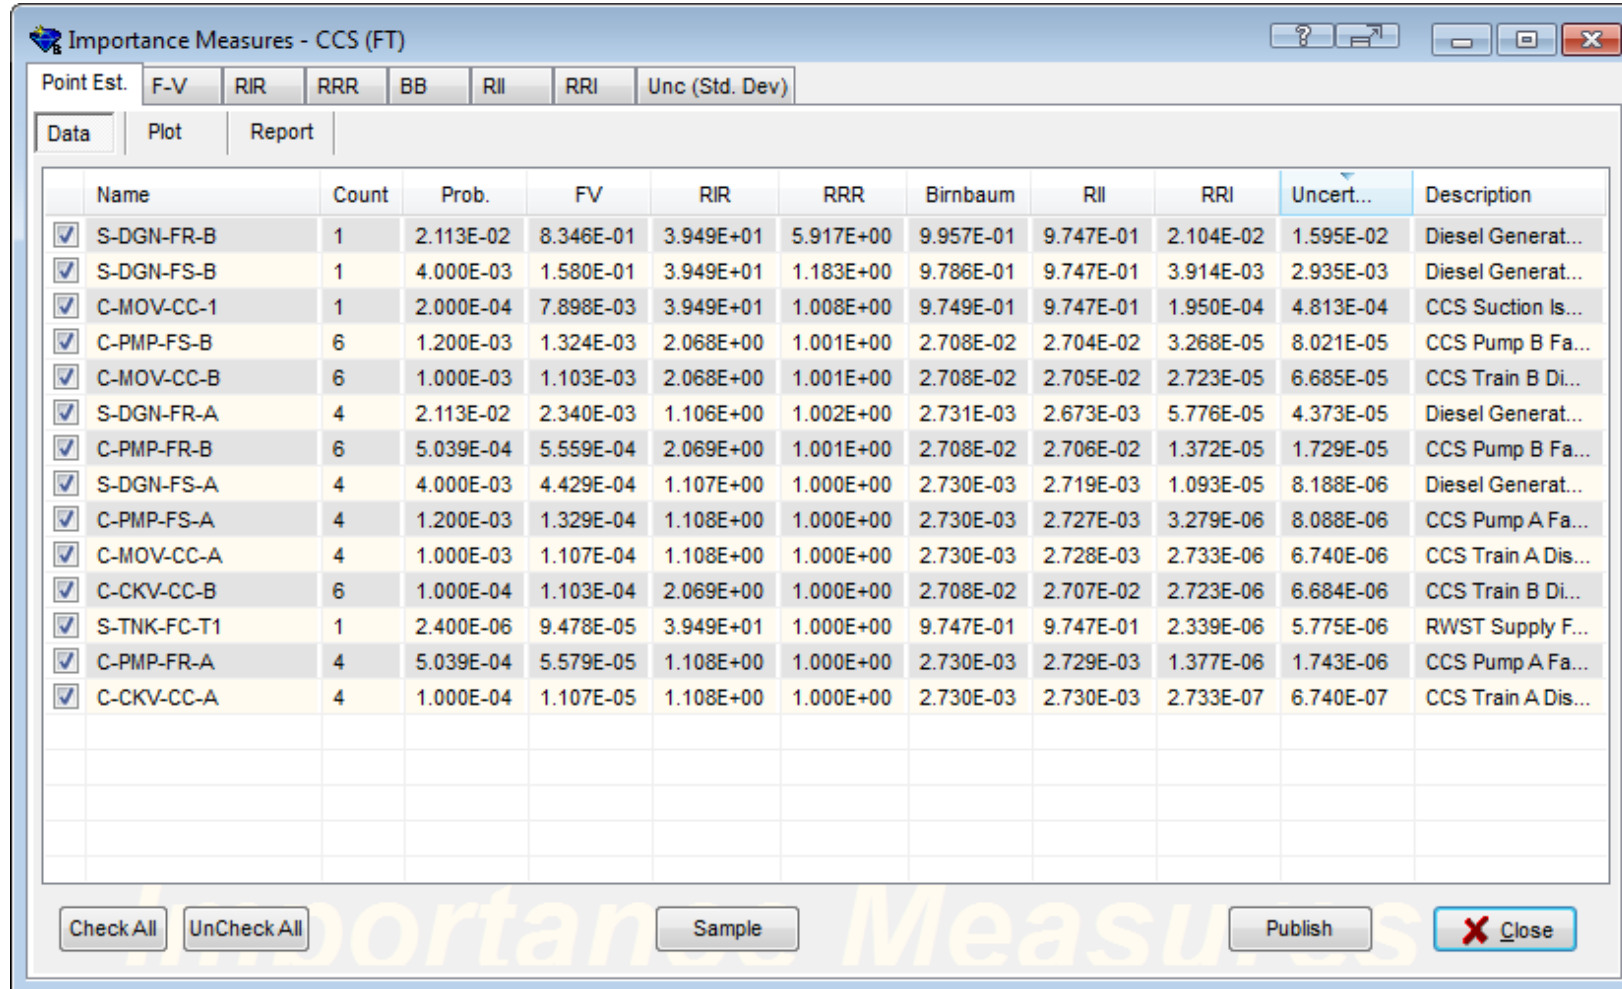 Importance Measures - CCS (FT)
Point Est. F-V RIR RRR BB RII RRI Unc (Std. Dev)
Data Plot Report
Name Count Prob. FV RIR RRR Birnbaum RII RRI Uncert... Description
S-DGN-FR-B 1 2.113E-02 8.346E-01 3.949E+01 5.917E+00 9.957E-01 9.747E-01 2.104E-02 1.595E-02 Diesel Generat...
S-DGN-FS-B 1 4.000E-03 1.580E-01 3.949E+01 1.183E+00 9.786E-01 9.747E-01 3.914E-03 2.935E-03 Diesel Generat...
C-MOV-CC-1 1 2.000E-04 7.898E-03 3.949E+01 1.008E+00 9.749E-01 9.747E-01 1.950E-04 4.813E-04 CCS Suction Is...
C-PMP-FS-B 6 1.200E-03 1.324E-03 2.068E+00 1.001E+00 2.708E-02 2.704E-02 3.268E-05 8.021E-05 CCS Pump B Fa...
C-MOV-CC-B 6 1.000E-03 1.103E-03 2.068E+00 1.001E+00 2.708E-02 2.705E-02 2.723E-05 6.685E-05 CCS Train B Di...
S-DGN-FR-A 4 2.113E-02 2.340E-03 1.106E+00 1.002E+00 2.731E-03 2.673E-03 5.776E-05 4.373E-05 Diesel Generat...
C-PMP-FR-B 6 5.039E-04 5.559E-04 2.069E+00 1.001E+00 2.708E-02 2.706E-02 1.372E-05 1.729E-05 CCS Pump B Fa...
S-DGN-FS-A 4 4.000E-03 4.429E-04 1.107E+00 1.000E+00 2.730E-03 2.719E-03 1.093E-05 8.188E-06 Diesel Generat...
C-PMP-FS-A 4 1.200E-03 1.329E-04 1.108E+00 1.000E+00 2.730E-03 2.727E-03 3.279E-06 8.088E-06 CCS Pump A Fa...
C-MOV-CC-A 4 1.000E-03 1.107E-04 1.108E+00 1.000E+00 2.730E-03 2.728E-03 2.733E-06 6.740E-06 CCS Train A Dis...
C-CKV-CC-B 6 1.000E-04 1.103E-04 2.069E+00 1.000E+00 2.708E-02 2.707E-02 2.723E-06 6.684E-06 CCS Train B Di...
S-TNK-FC-T1 1 2.400E-06 9.478E-05 3.949E+01 1.000E+00 9.747E-01 9.747E-01 2.339E-06 5.775E-06 RWST Supply F...
C-PMP-FR-A 4 5.039E-04 5.579E-05 1.108E+00 1.000E+00 2.730E-03 2.729E-03 1.377E-06 1.743E-06 CCS Pump A Fa...
C-CKV-CC-A 4 1.000E-04 1.107E-05 1.108E+00 1.000E+00 2.730E-03 2.730E-03 2.733E-07 6.740E-07 CCS Train A Dis...
Importance Measures
Check All UnCheck All Sample Publish Close